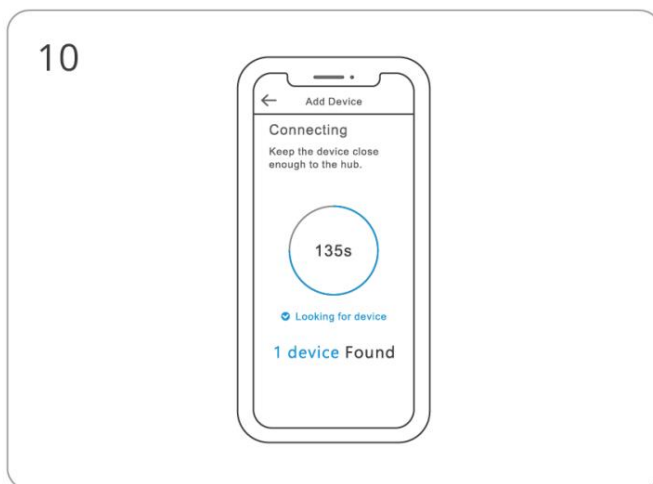 10
Add Device
Connecting
Keep the device close
enough to the hub.
135s
Looking for device
1 device Found